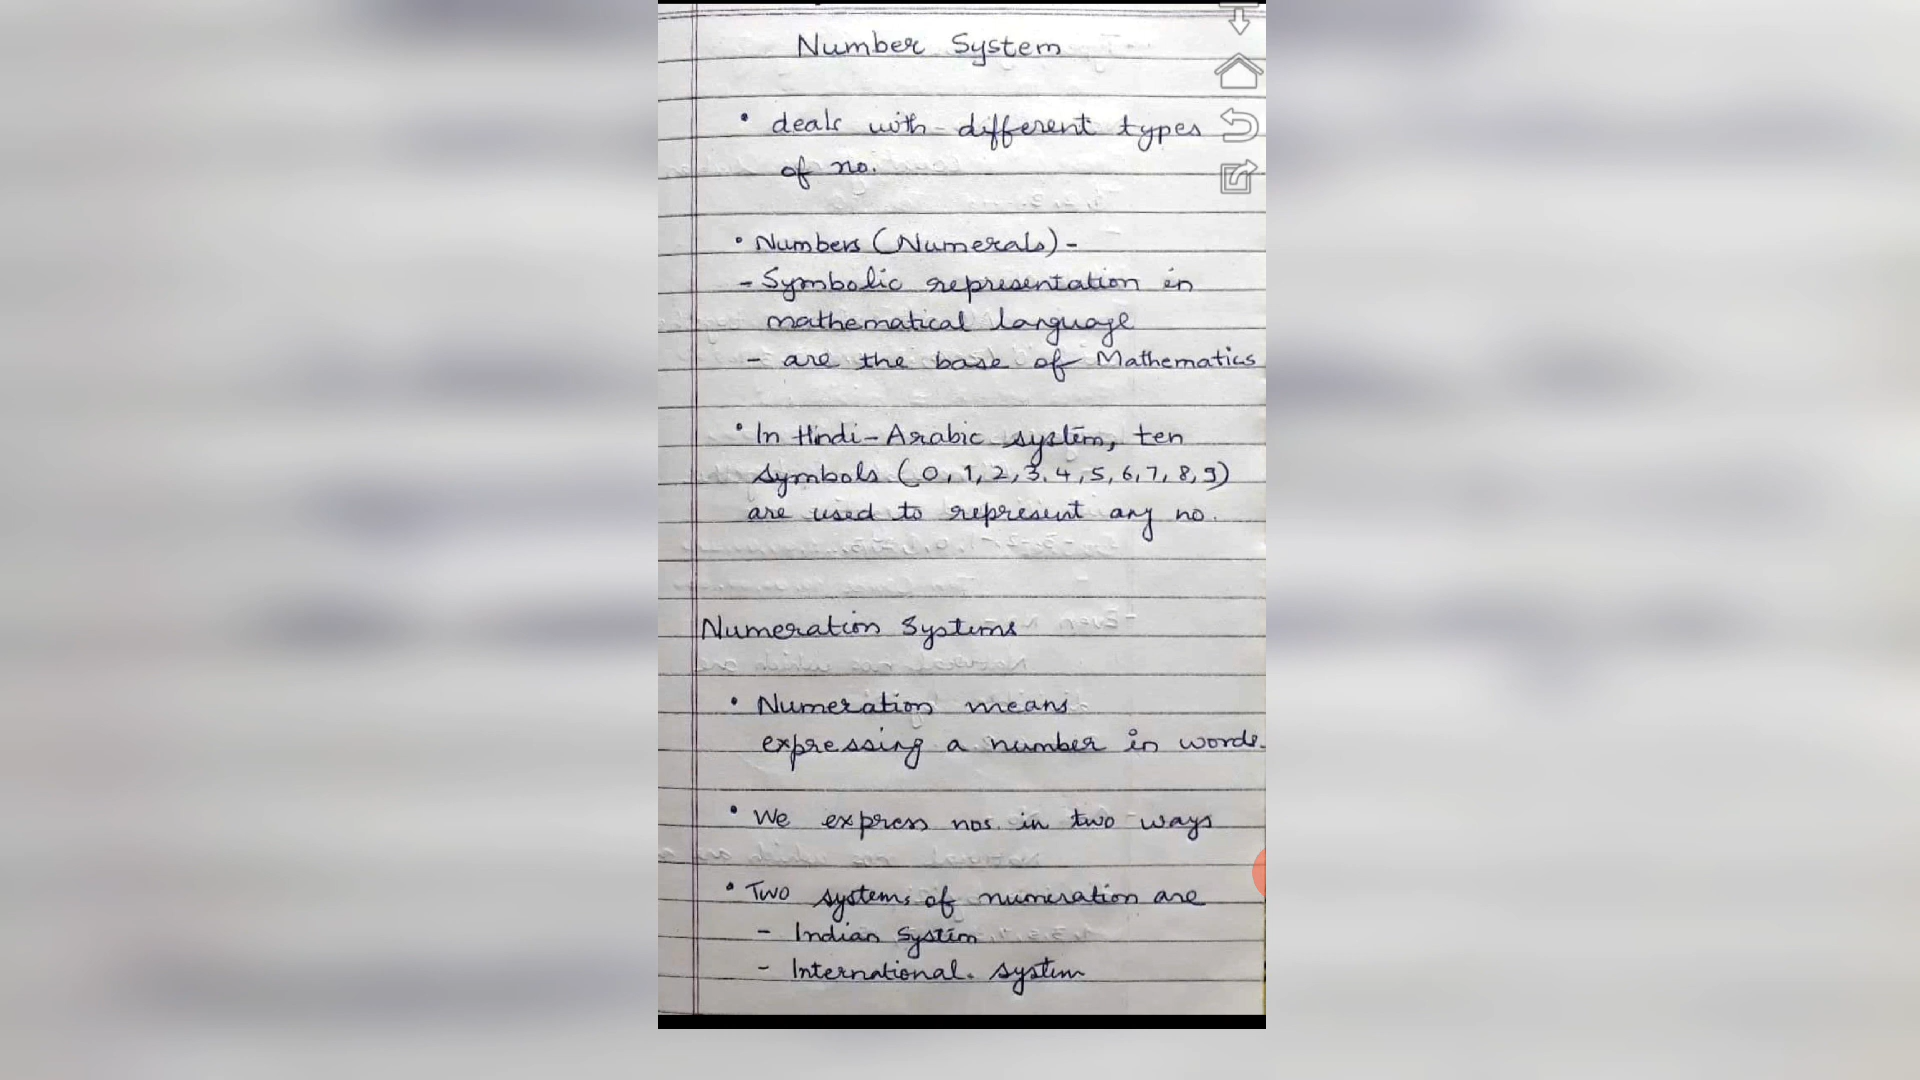 Number System
• deals with different types
of no.
• Numbers (Numerals) -
- Symbolic representation in
mathematical language
- are the base of Mathematics
• In Hindi-Arabic system, ten
symbols (0, 1, 2, 3, 4, 5, 6, 7, 8, 9)
are used to represent any no.
Numeration Systems
• Numeration means
expressing a number in words.
• We express nos. in two ways
• Two systems of numeration are
- Indian System
- International system